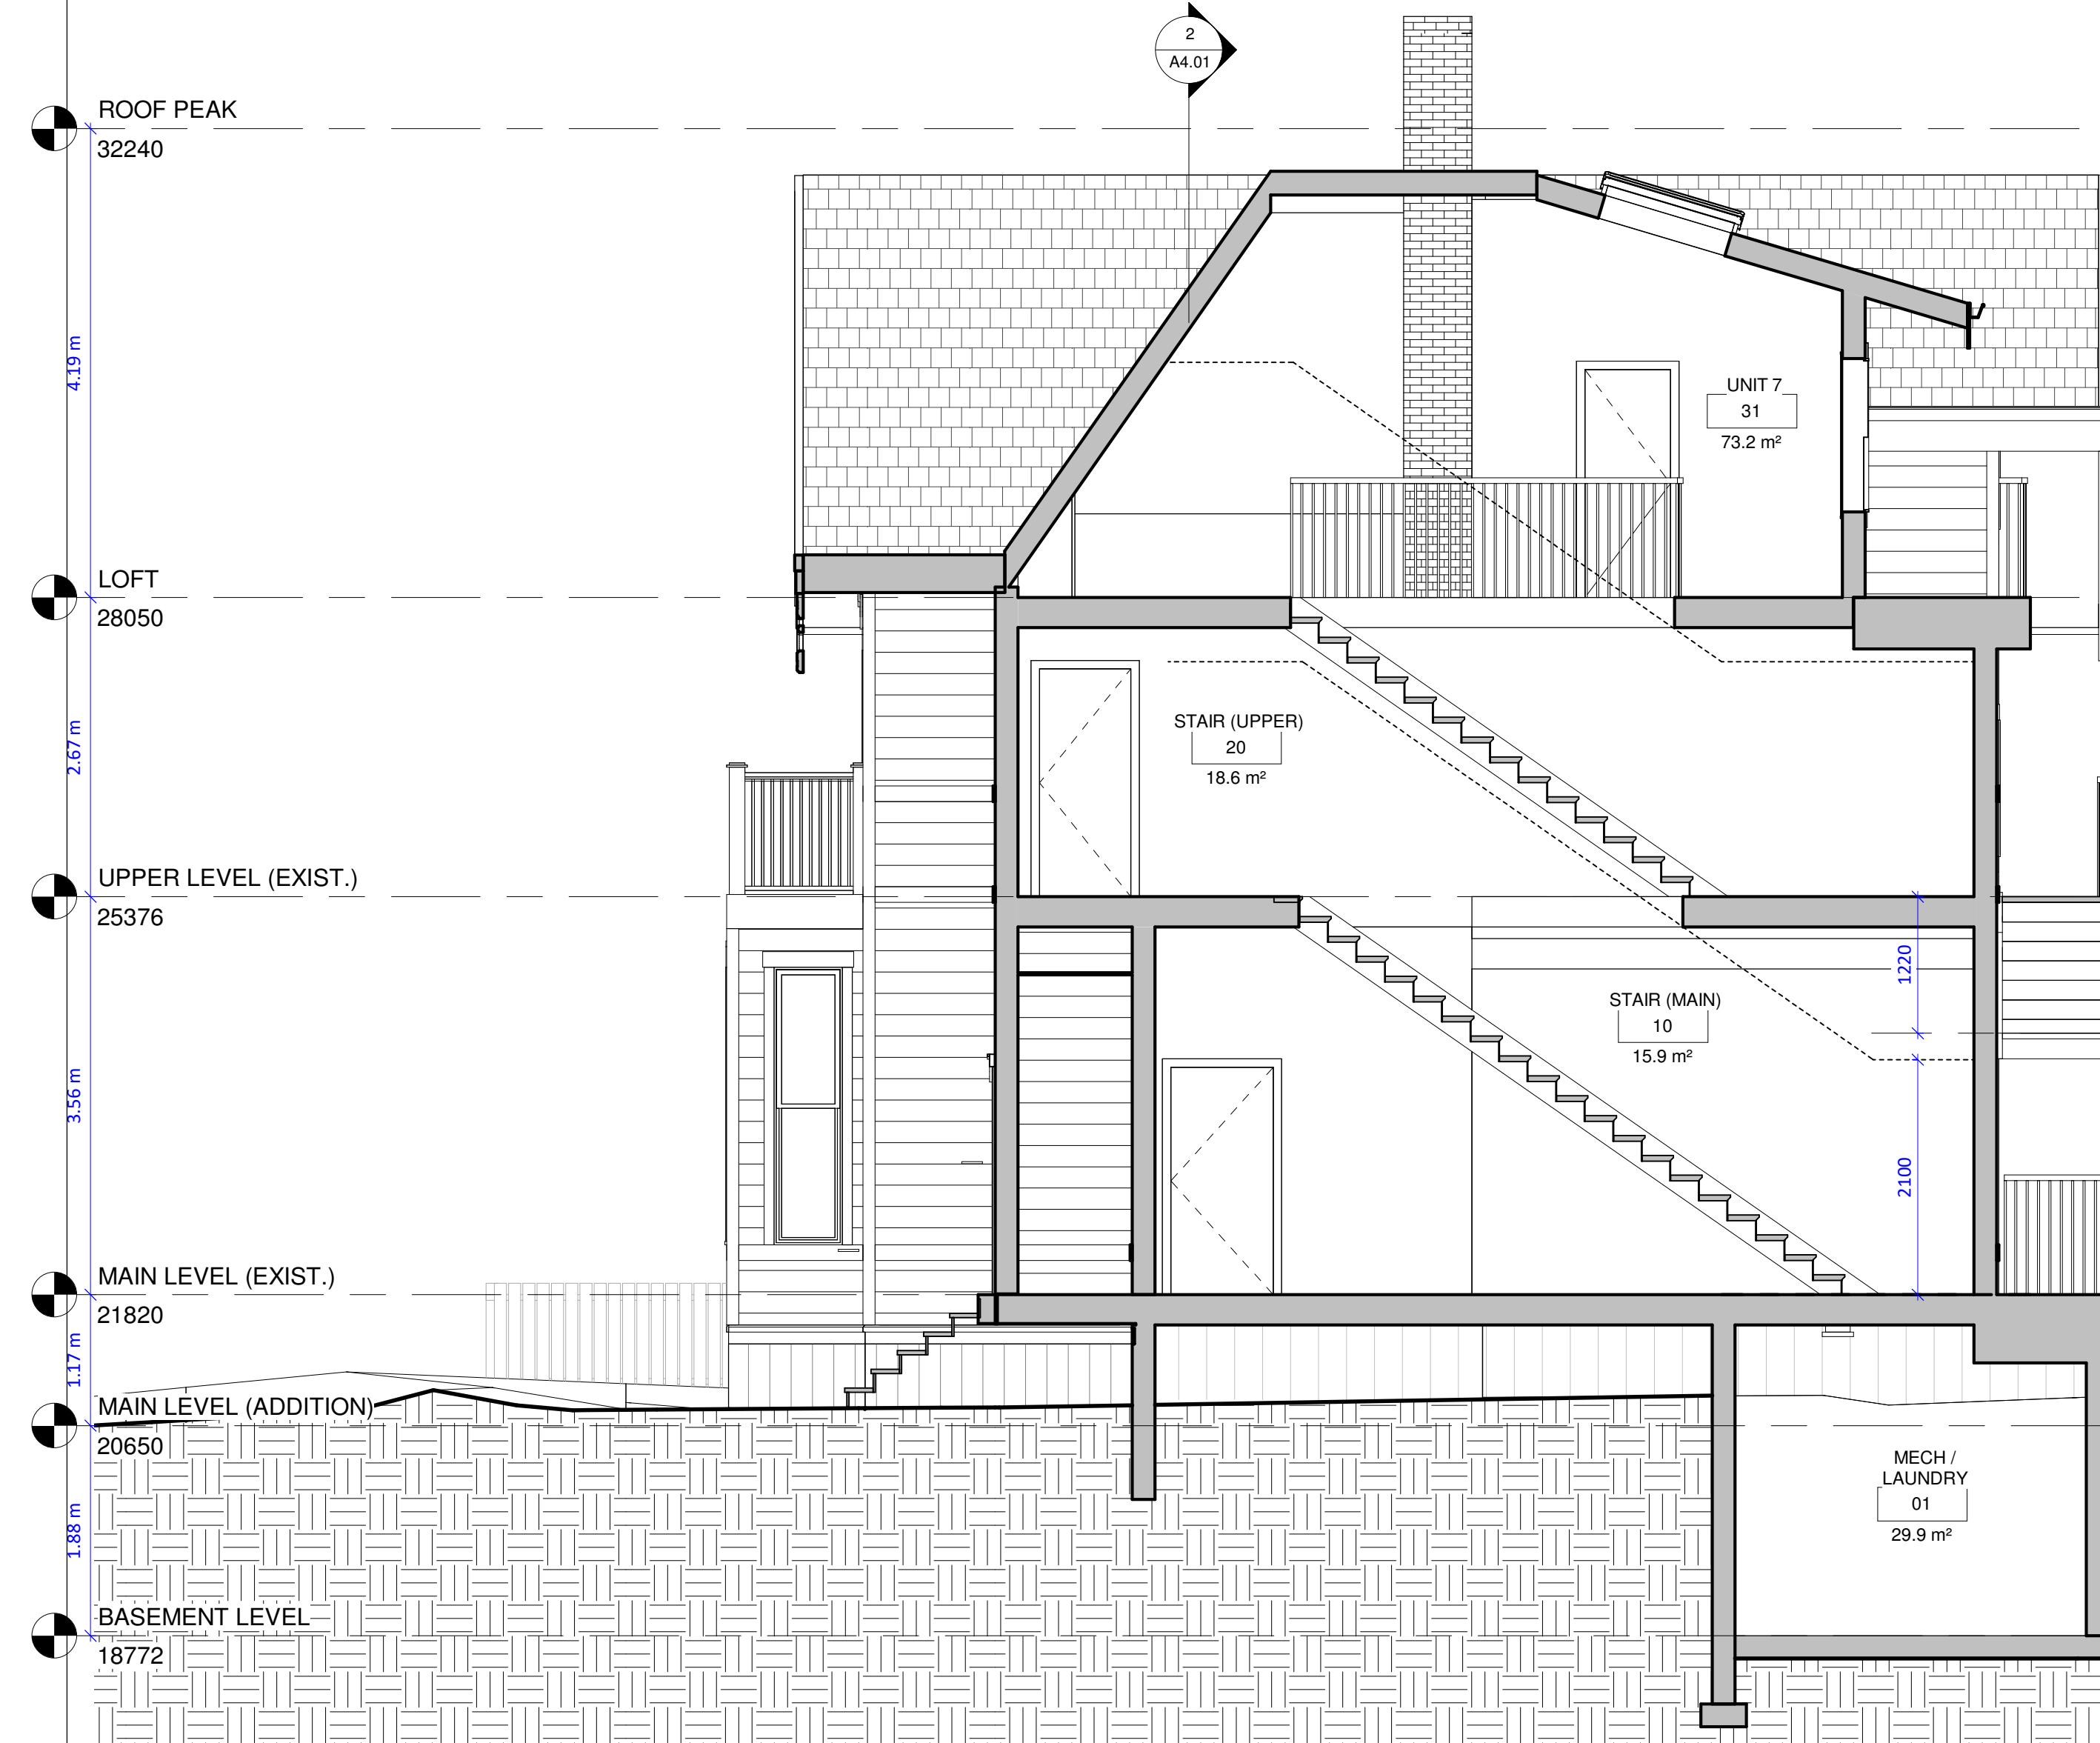 2
A4.01
ROOF PEAK
32240
4.19 m
UNIT 7
31
73.2 m²
LOFT
28050
2.67 m
STAIR (UPPER)
20
18.6 m²
UPPER LEVEL (EXIST.)
25376
1220
3.56 m
STAIR (MAIN)
10
15.9 m²
2100
MAIN LEVEL (EXIST.)
21820
1.17 m
MAIN LEVEL (ADDITION)
20650
1.88 m
MECH /
LAUNDRY
01
29.9 m²
BASEMENT LEVEL
18772